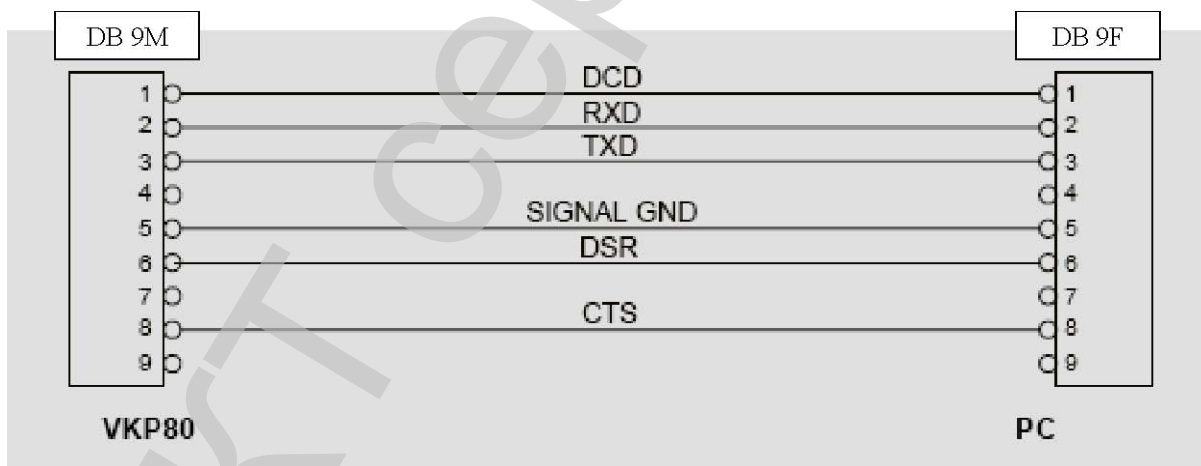 DB 9M DB 9F
DCD
1 1
RXD
2 2
TXD
3 3
4 4
SIGNAL GND
5 5
DSR
6 6
7 7
CTS
8 8
9 9
VKP80 PC